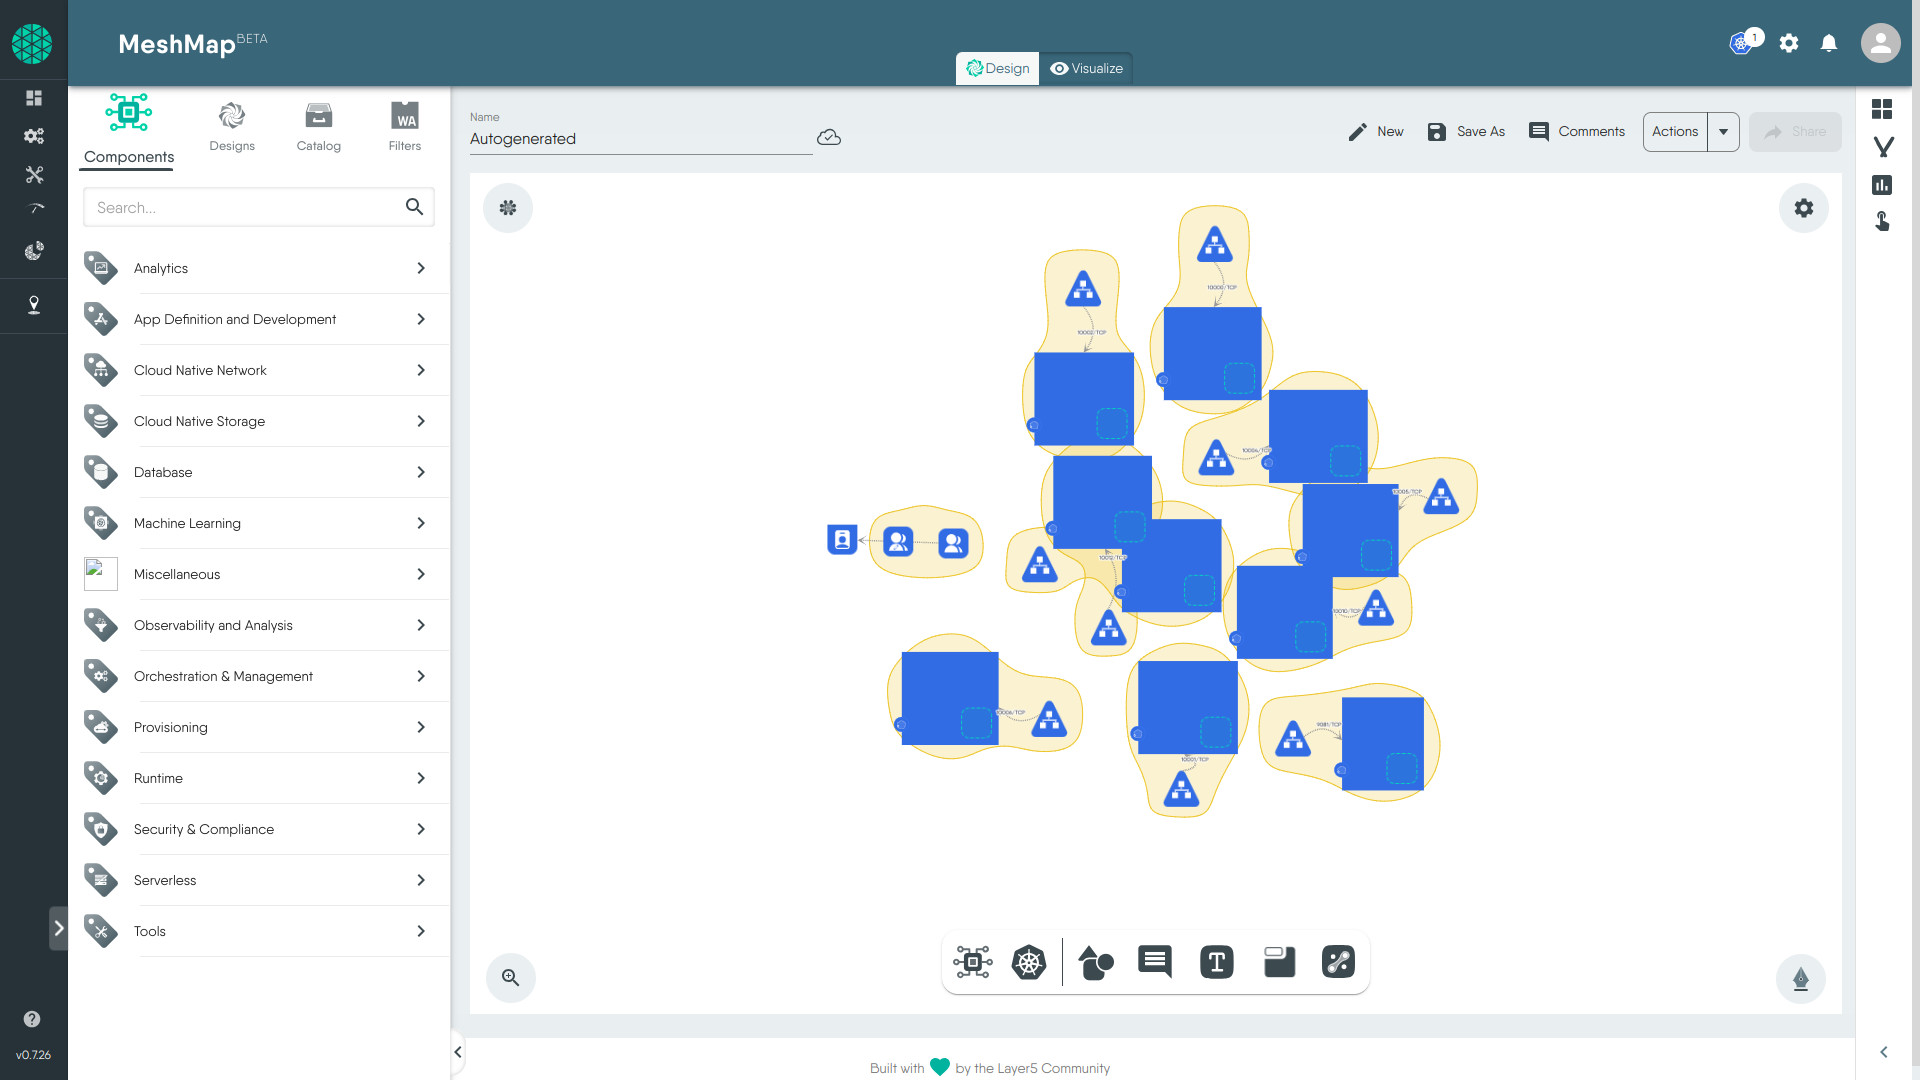 MeshMap BETA
1
Design
Visualize
Components
Designs
Catalog
WA
Filters
Name
Autogenerated
New
Save As
Comments
Actions
Share
Search...
Analytics
App Definition and Development
Cloud Native Network
Cloud Native Storage
Database
Machine Learning
Miscellaneous
Observability and Analysis
Orchestration & Management
Provisioning
Runtime
Security & Compliance
Serverless
Tools
10000/TCP
10002/TCP
10004
10005/TCP
10012/TCP
10010/TCP
10006/TCP
9081/TCP
10001/TCP
T
v0.7.26
Built with by the Layer5 Community